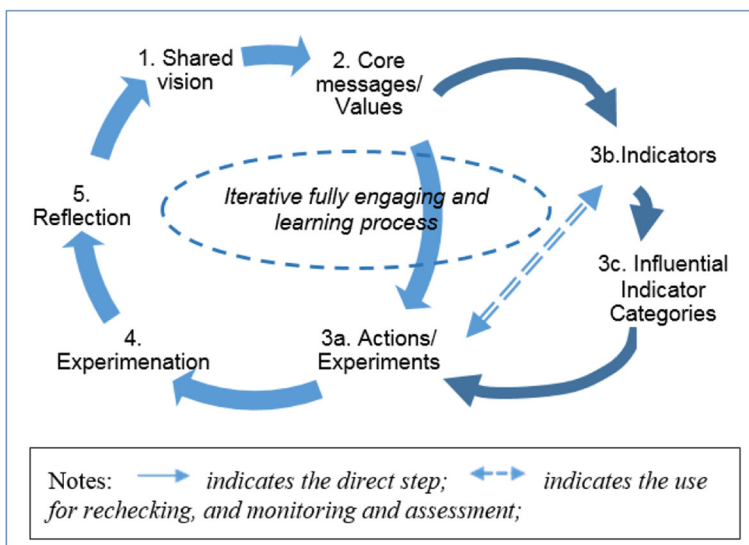 1. Shared
vision
2. Core
messages/
Values
3b.Indicators
3c. Influential
Indicator
Categories
3a. Actions/
Experiments
4.
Experimenation
5.
Reflection
Iterative fully engaging and
learning process
Notes: indicates the direct step; indicates the use
for rechecking, and monitoring and assessment;